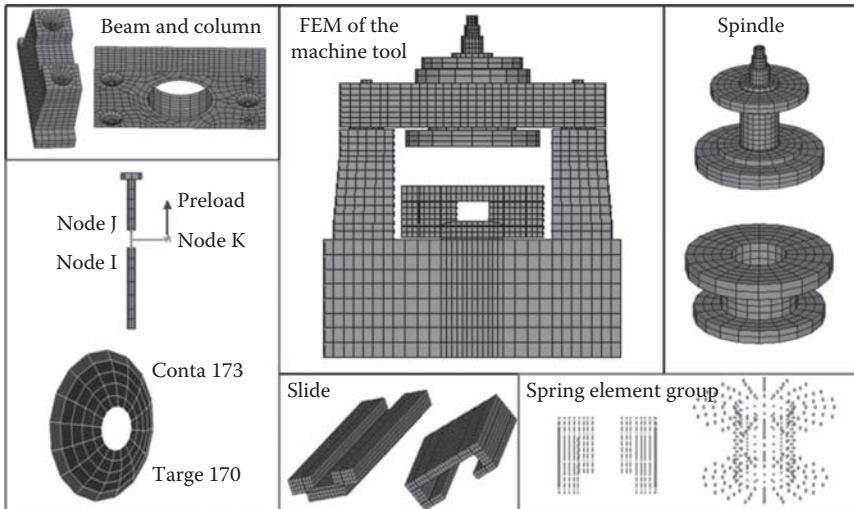 Beam and column
FEM of the
machine tool
Spindle
Preload
Node J
Node K
Node I
Conta 173
Targe 170
Slide
Spring element group